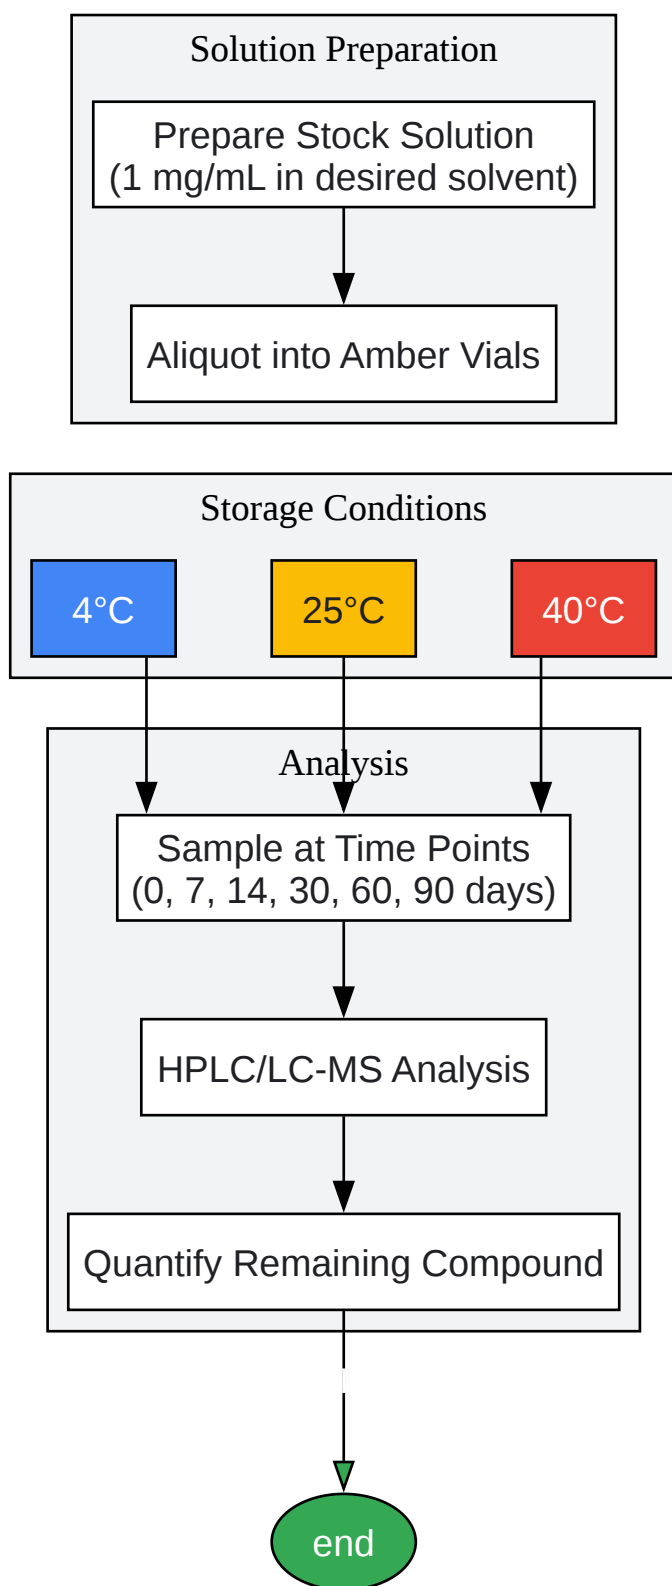 Solution Preparation
Prepare Stock Solution
(1 mg/mL in desired solvent)
Aliquot into Amber Vials
Storage Conditions
4°C
25°C
40°C
Analysis
Sample at Time Points
(0, 7, 14, 30, 60, 90 days)
HPLC/LC-MS Analysis
Quantify Remaining Compound
end